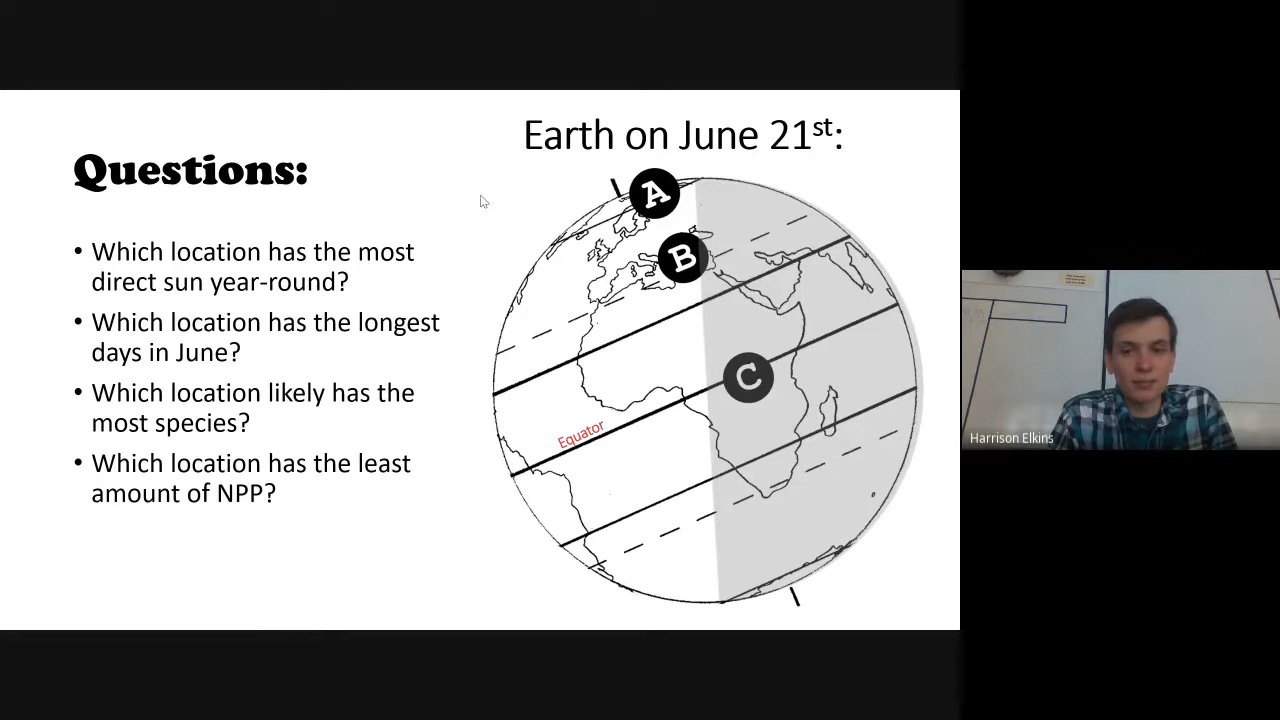 Earth on June 21st:
Questions:
• Which location has the most
direct sun year-round?
• Which location has the longest
days in June?
• Which location likely has the
most species?
• Which location has the least
amount of NPP?
A
B
C
Equator
Harrison Elkins